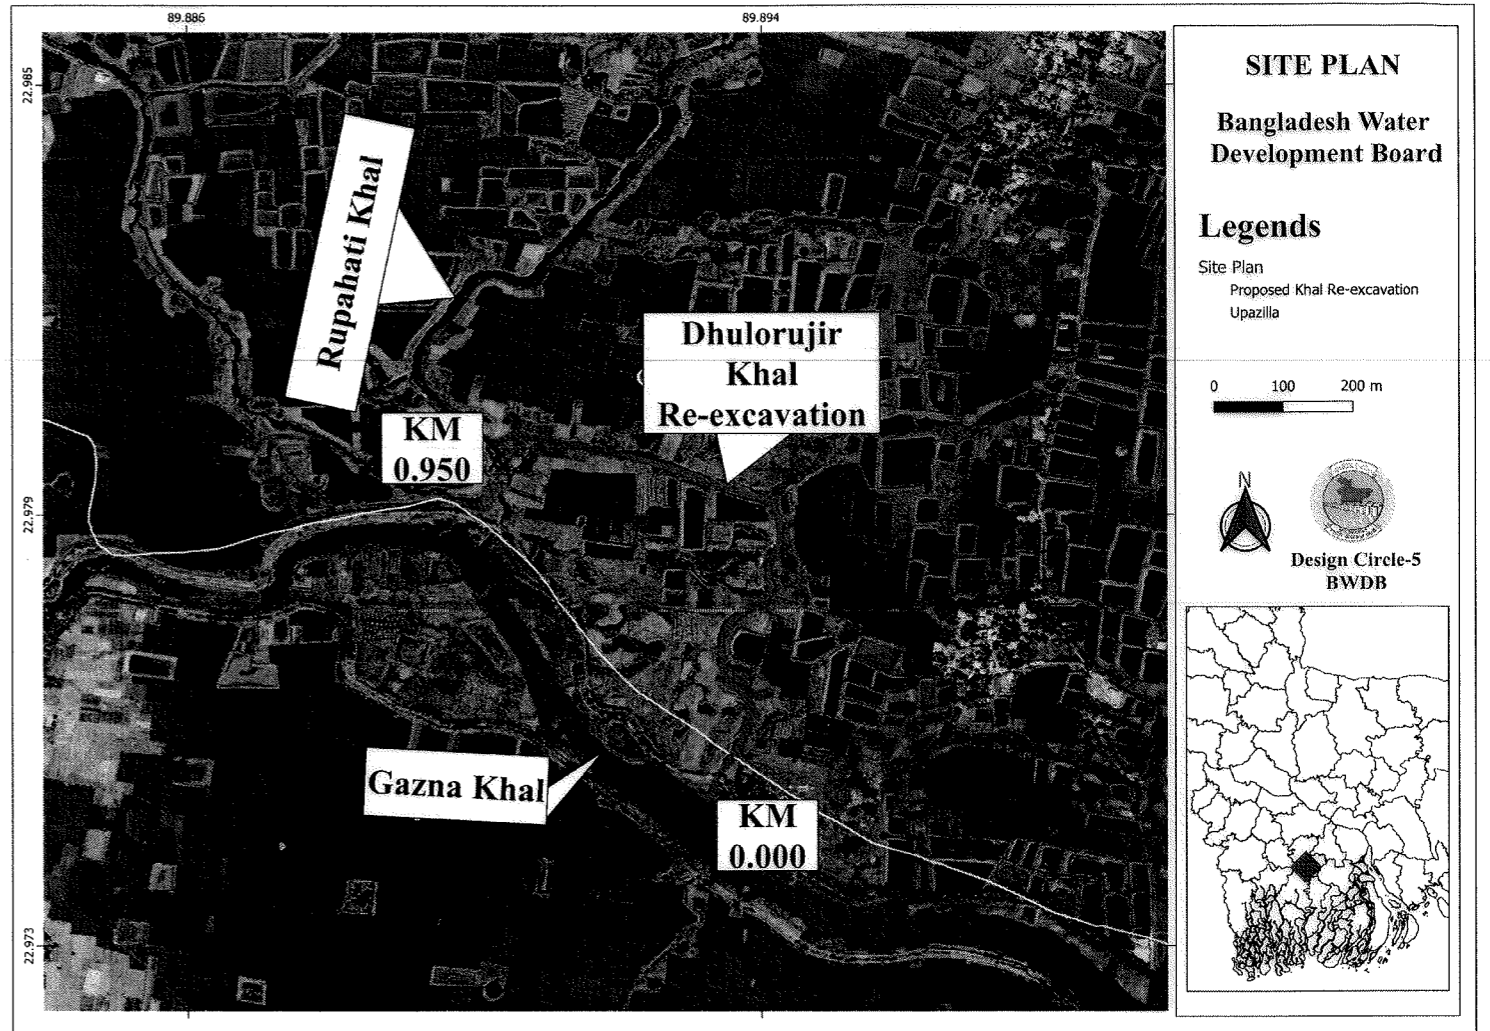 89.886
89.894
22.985
22.979
22.973
Rupahati Khal
Dhulorujir
Khal
Re-excavation
KM
0.950
Gazna Khal
KM
0.000
SITE PLAN
Bangladesh Water
Development Board
Legends
Site Plan
Proposed Khal Re-excavation
Upazilla
0 100 200 m
N
Design Circle-5
BWDB